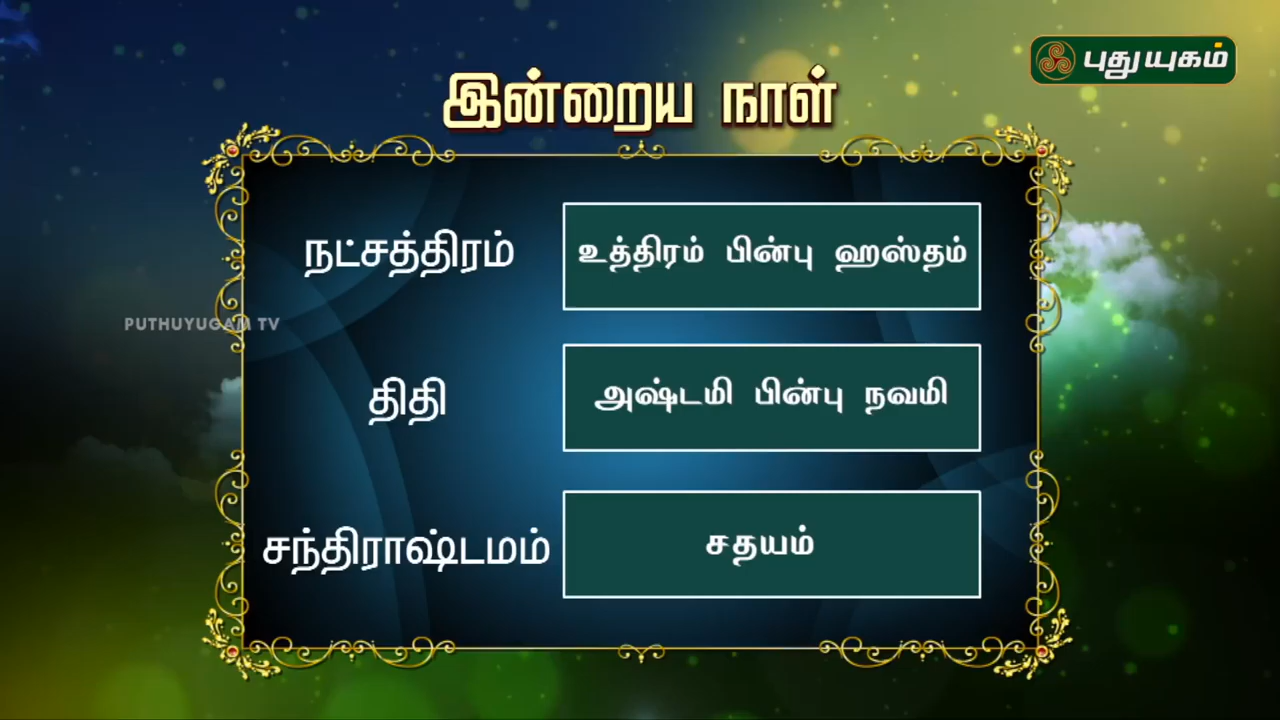 புதுயுகம்
இன்றைய நாள்
நட்சத்திரம்
உத்திரம் பின்பு ஹஸ்தம்
PUTHUYUGAM TV
திதி
அஷ்டமி பின்பு நவமி
சந்திராஷ்டமம்
சதயம்